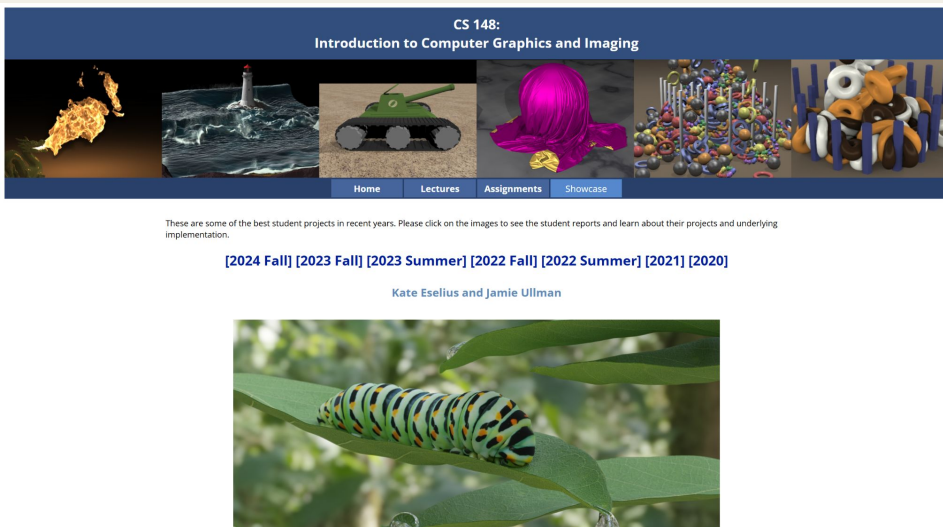 CS 148:
Introduction to Computer Graphics and Imaging
Home Lectures Assignments Showcase
These are some of the best student projects in recent years. Please click on the images to see the student reports and learn about their projects and underlying
implementation.
[2024 Fall] [2023 Fall] [2023 Summer] [2022 Fall] [2022 Summer] [2021] [2020]
Kate Eselius and Jamie Ullman